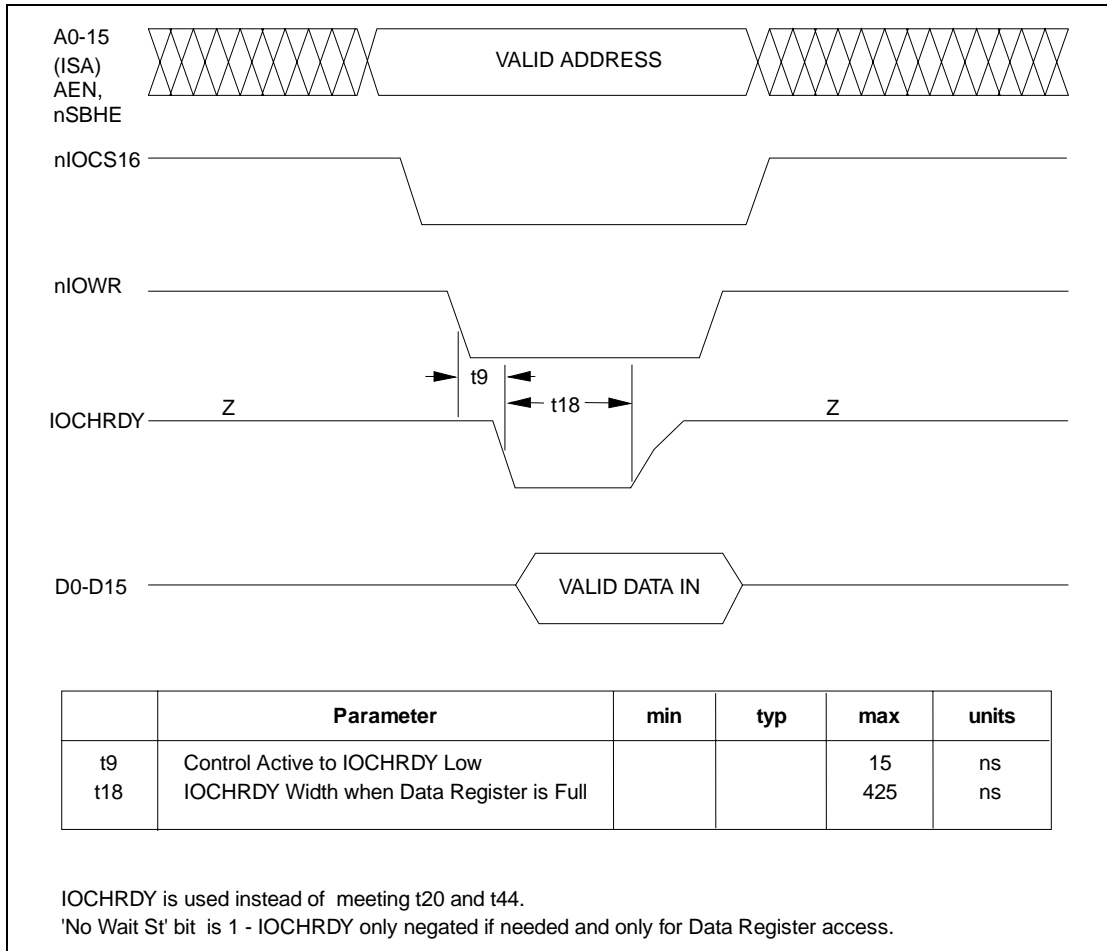 A0-15
(ISA)
AEN,
nSBHE
VALID ADDRESS
nIOCS16
nIOWR
t9
t18
IOCHRDY
Z
Z
D0-D15
VALID DATA IN
Parameter min typ max units
t9 Control Active to IOCHRDY Low 15 ns
t18 IOCHRDY Width when Data Register is Full 425 ns
IOCHRDY is used instead of meeting t20 and t44.
'No Wait St' bit is 1 - IOCHRDY only negated if needed and only for Data Register access.